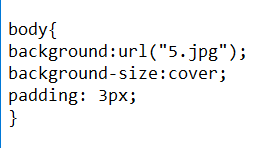 body{
background:url("5.jpg");
background-size:cover;
padding: 3px;
}